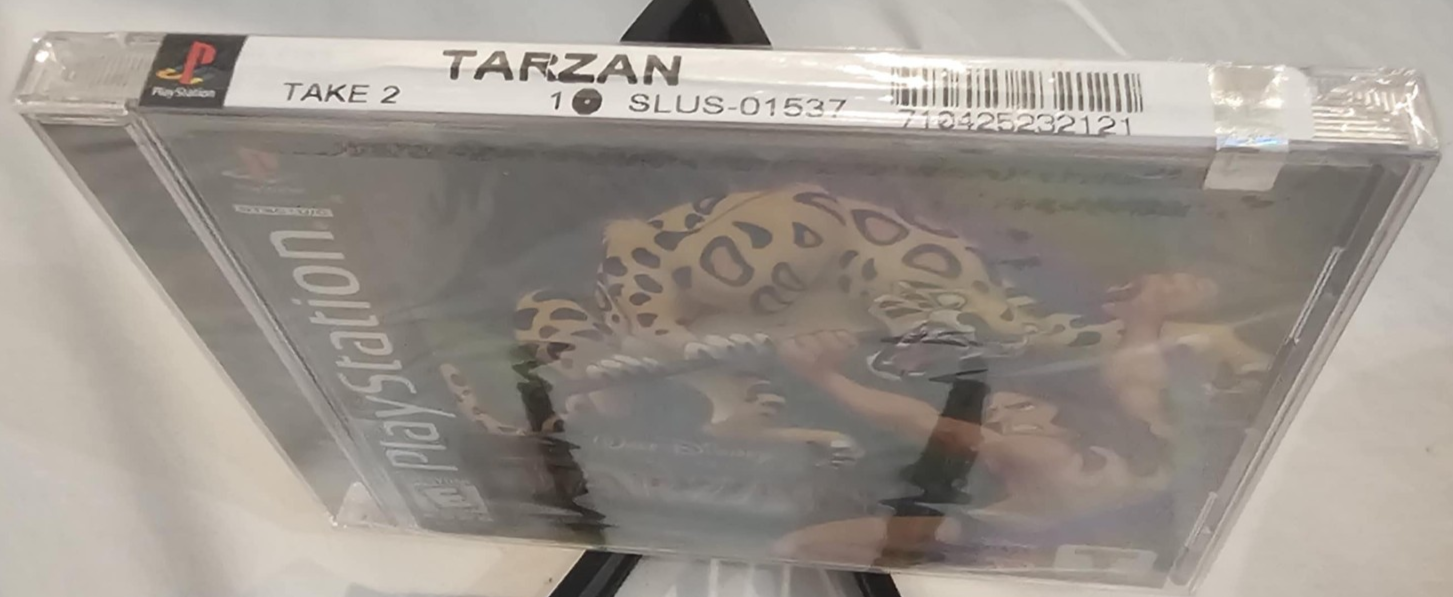 PlayStation
TARZAN
TAKE 2
1 SLUS-01537
710425232121
PlayStation